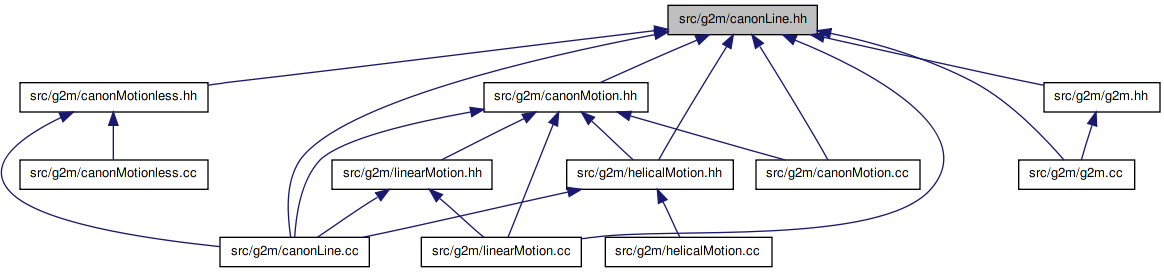 src/g2m/canonLine.hh
src/g2m/canonMotionless.hh
src/g2m/canonMotion.hh
src/g2m/g2m.hh
src/g2m/canonMotionless.cc
src/g2m/linearMotion.hh
src/g2m/helicalMotion.hh
src/g2m/canonMotion.cc
src/g2m/g2m.cc
src/g2m/canonLine.cc
src/g2m/linearMotion.cc
src/g2m/helicalMotion.cc